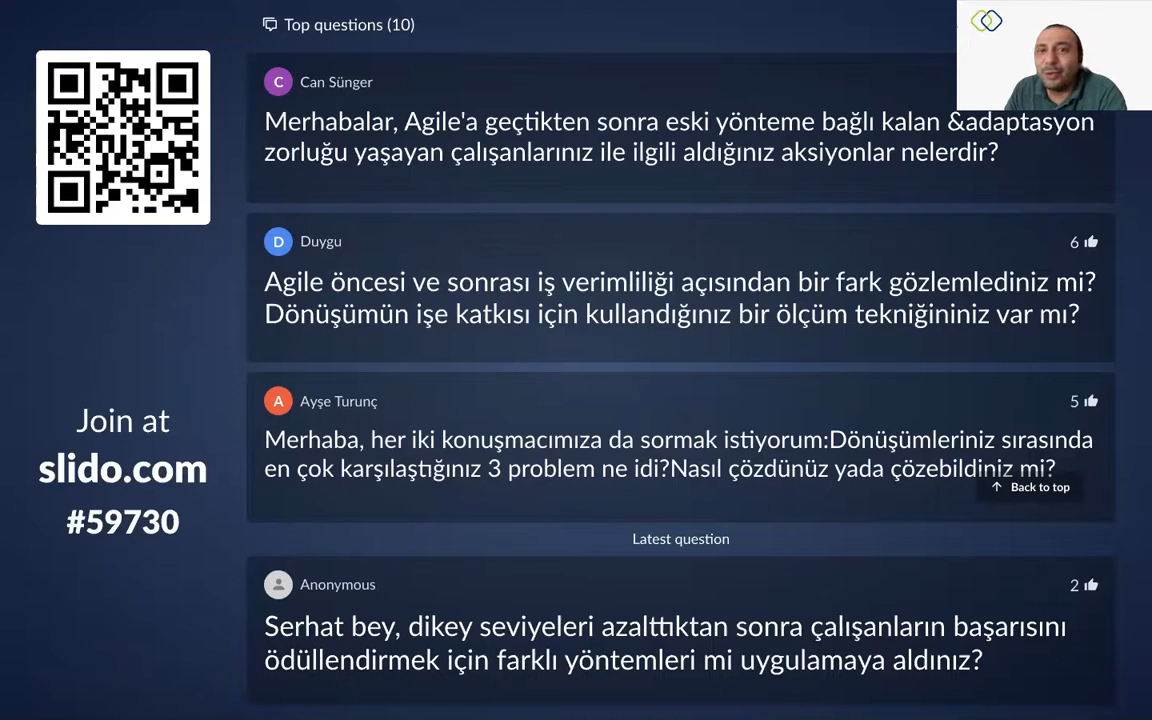 Top questions (10)
C Can Sünger
Merhabalar, Agile'a geçtikten sonra eski yönteme bağlı kalan &adaptasyon
zorluğu yaşayan çalışanlarınız ile ilgili aldığınız aksiyonlar nelerdir?
D Duygu 6
Agile öncesi ve sonrası iş verimliliği açısından bir fark gözlemlediniz mi?
Dönüşümün işe katkısı için kullandığınız bir ölçüm tekniğininiz var mı?
A Ayşe Turunç 5
Merhaba, her iki konuşmacımıza da sormak istiyorum:Dönüşümleriniz sırasında
en çok karşılaştığınız 3 problem ne idi?Nasıl çözdünüz yada çözebildiniz mi?
Back to top
Latest question
Anonymous 2
Serhat bey, dikey seviyeleri azalttıktan sonra çalışanların başarısını
ödüllendirmek için farklı yöntemleri mi uygulamaya aldınız?
Join at
slido.com
#59730